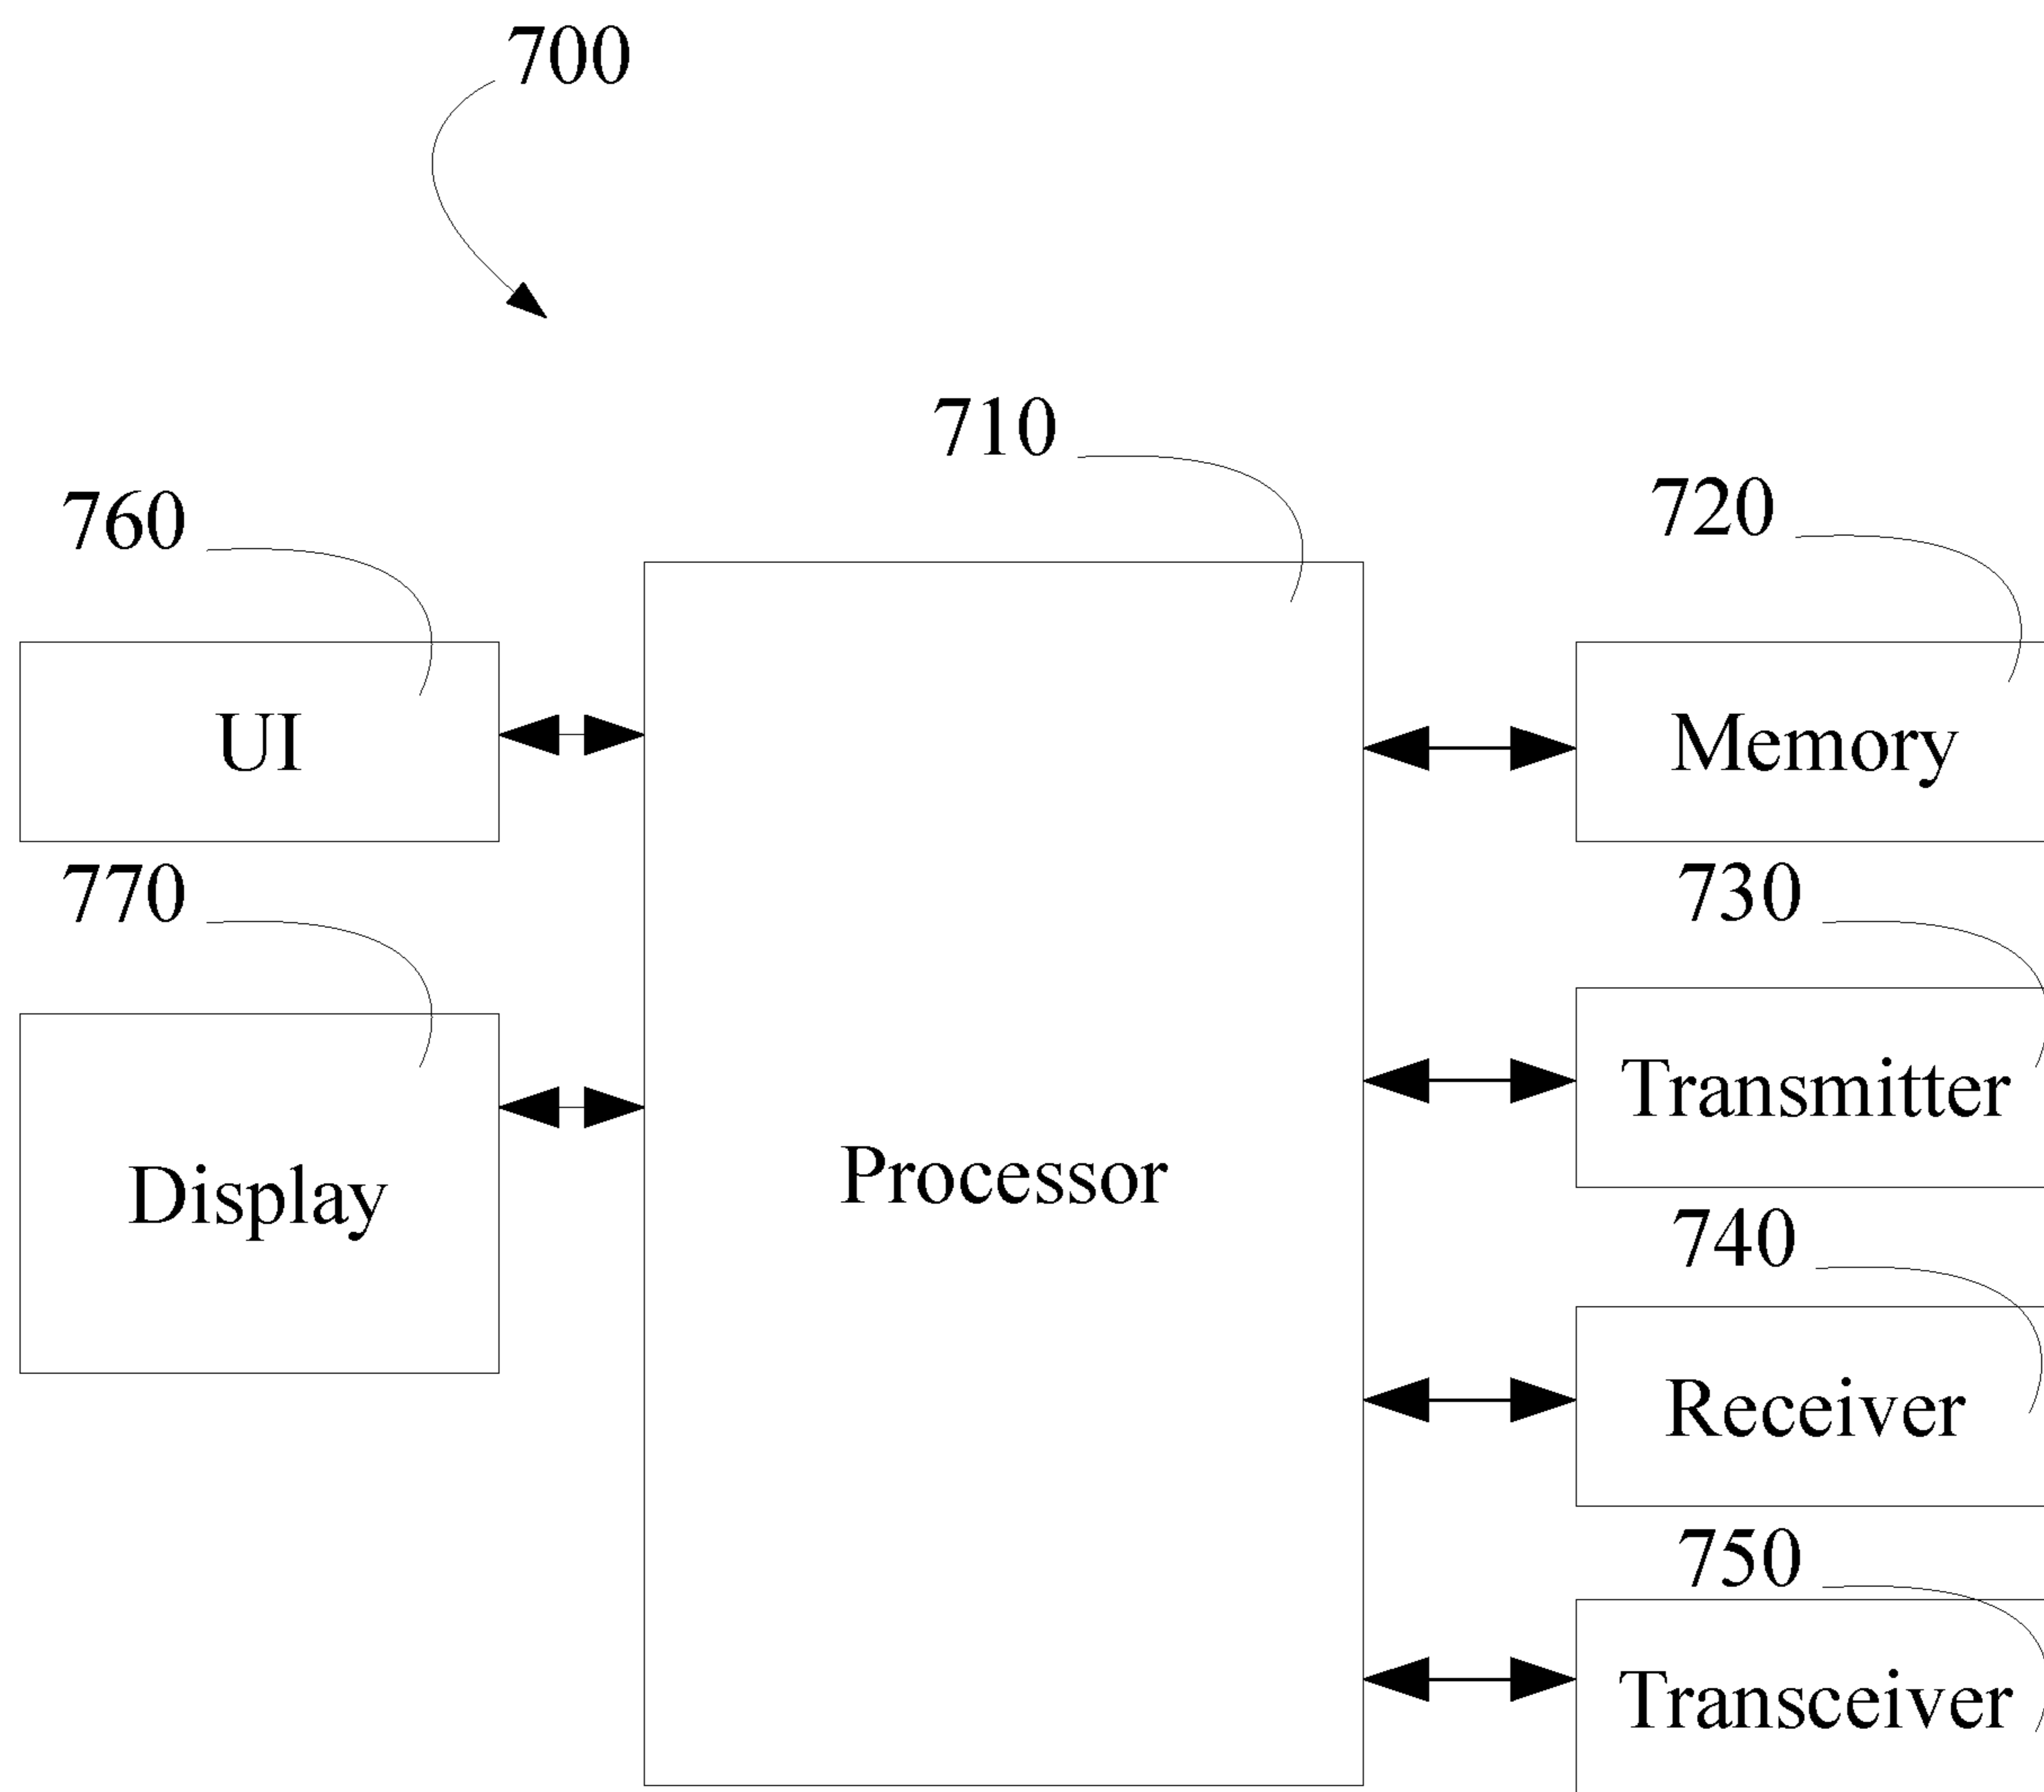 700
710
760
720
UI
Memory
770
730
Transmitter
Display
Processor
740
Receiver
750
Transceiver